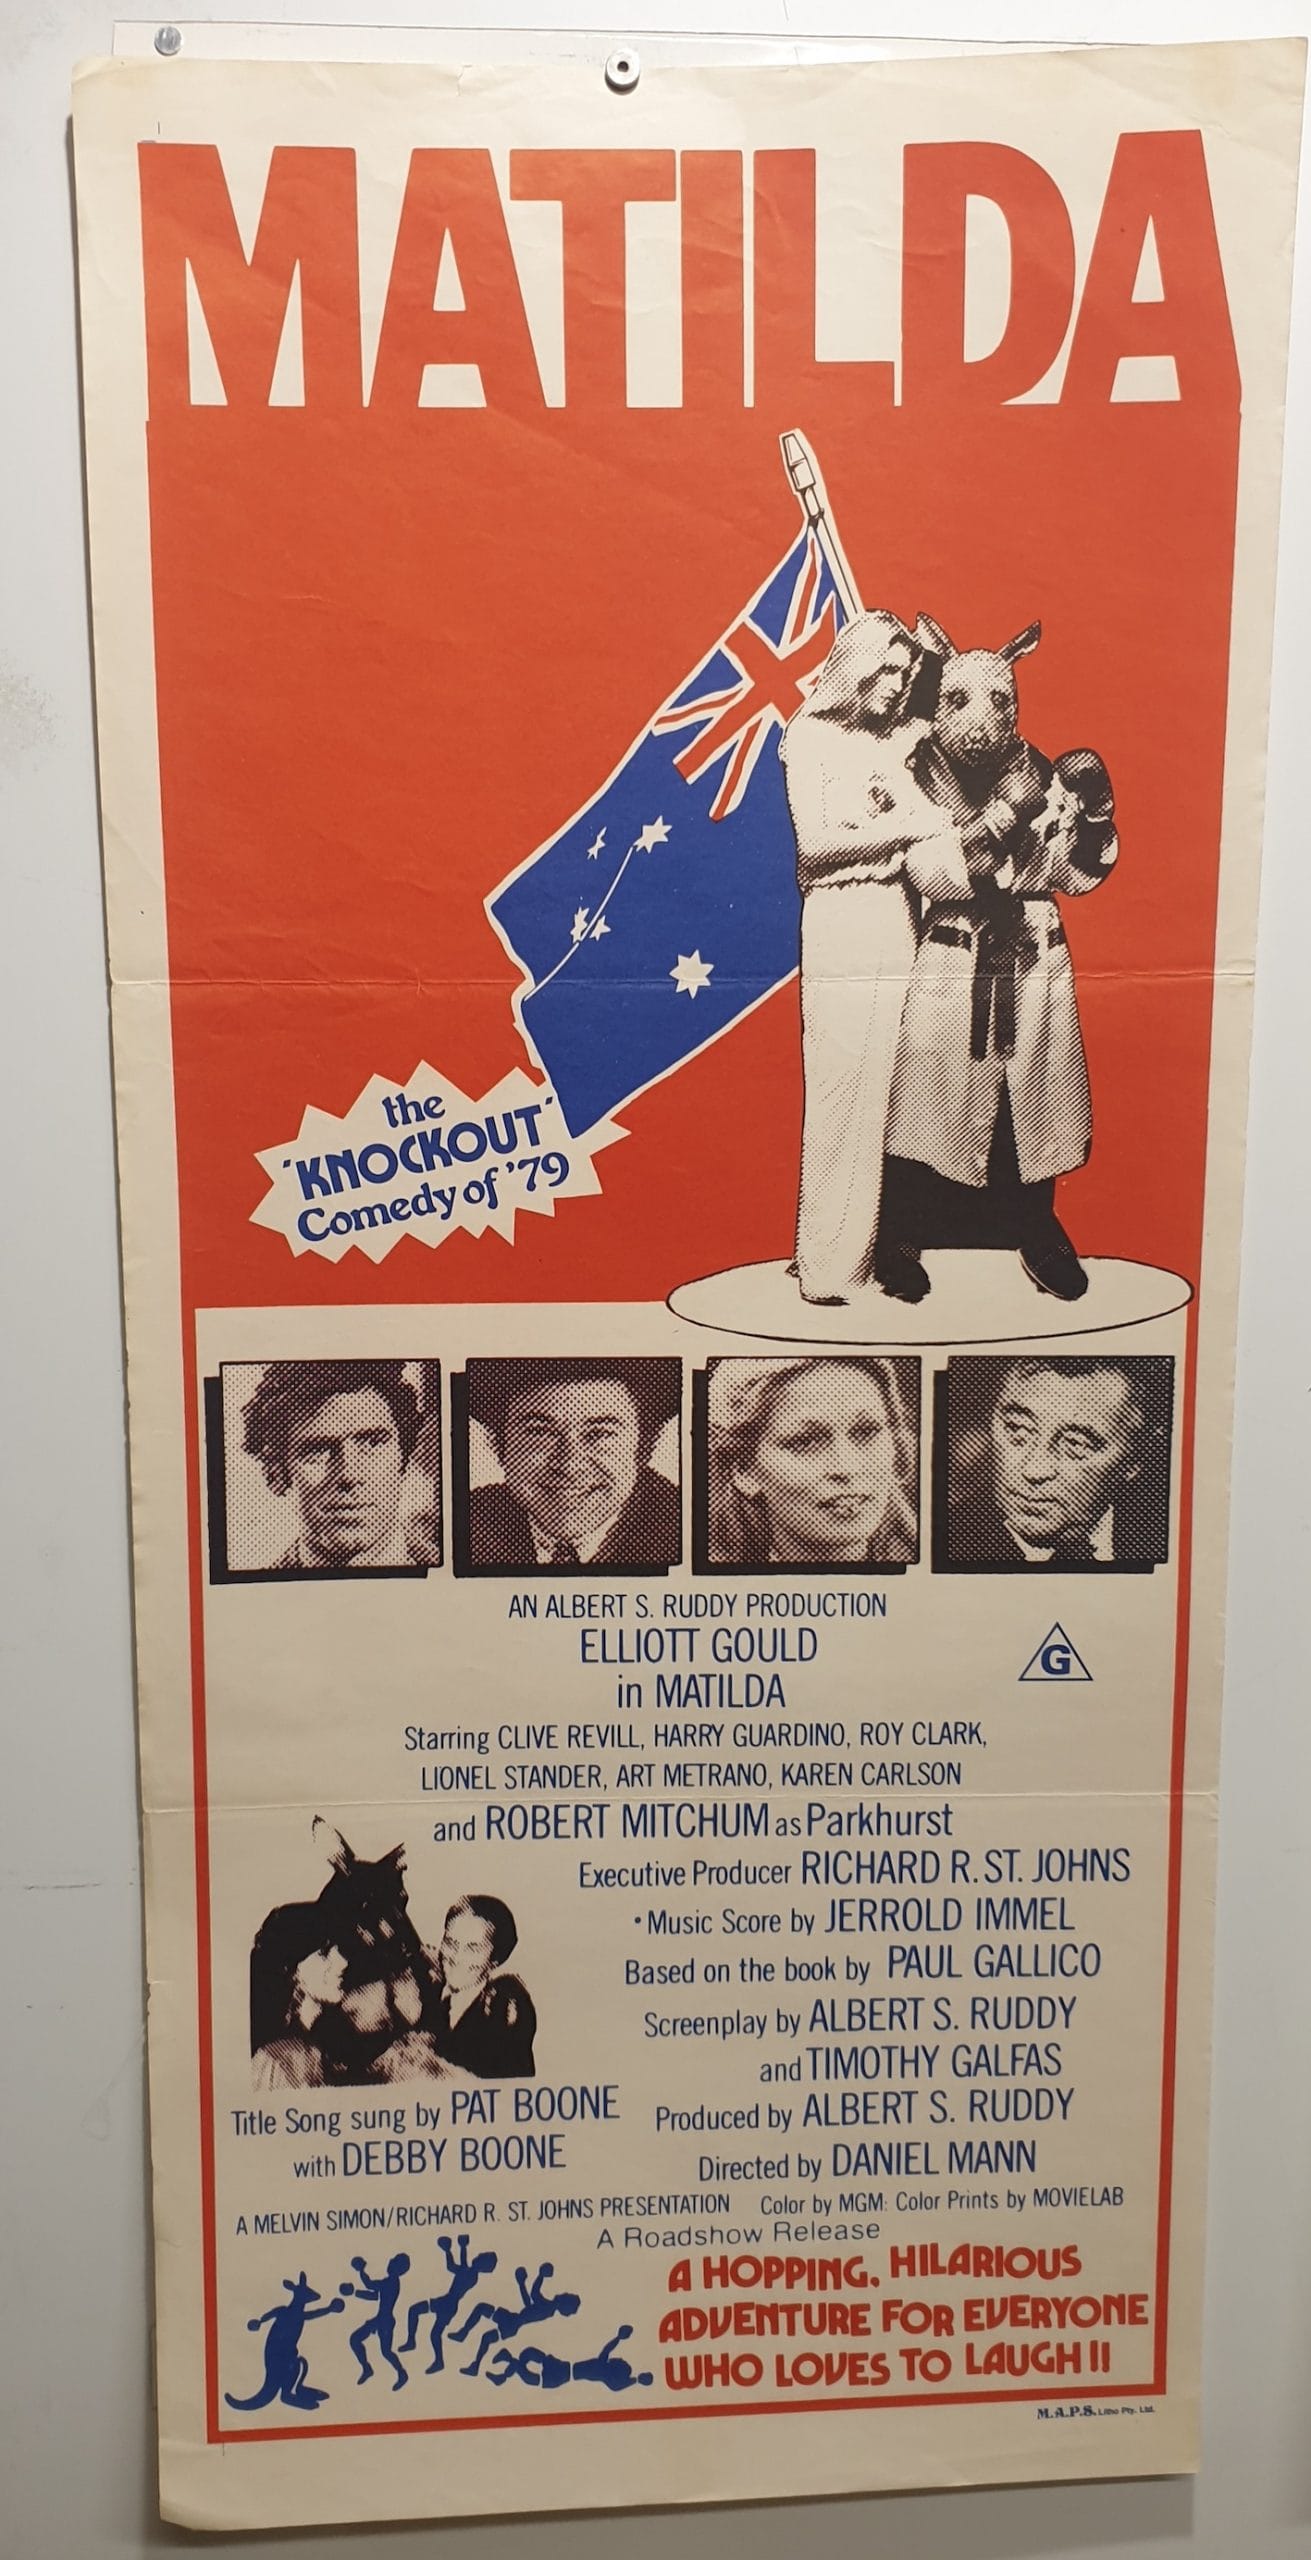 MATILDA
the
'KNOCKOUT'
Comedy of '79
AN ALBERT S. RUDDY PRODUCTION
ELLIOTT GOULD
in MATILDA
G
Starring CLIVE REVILL, HARRY GUARDINO, ROY CLARK,
LIONEL STANDER, ART METRANO, KAREN CARLSON
and ROBERT MITCHUM as Parkhurst
Executive Producer RICHARD R. ST. JOHNS
•Music Score by JERROLD IMMEL
Based on the book by PAUL GALLICO
Screenplay by ALBERT S. RUDDY
and TIMOTHY GALFAS
Produced by ALBERT S. RUDDY
Directed by DANIEL MANN
Title Song sung by PAT BOONE
with DEBBY BOONE
A MELVIN SIMON/RICHARD R. ST. JOHNS PRESENTATION Color by MGM: Color Prints by MOVIELAB
A Roadshow Release
A HOPPING, HILARIOUS
ADVENTURE FOR EVERYONE
WHO LOVES TO LAUGH!!
M.A.P.S. Litho Pty. Ltd.